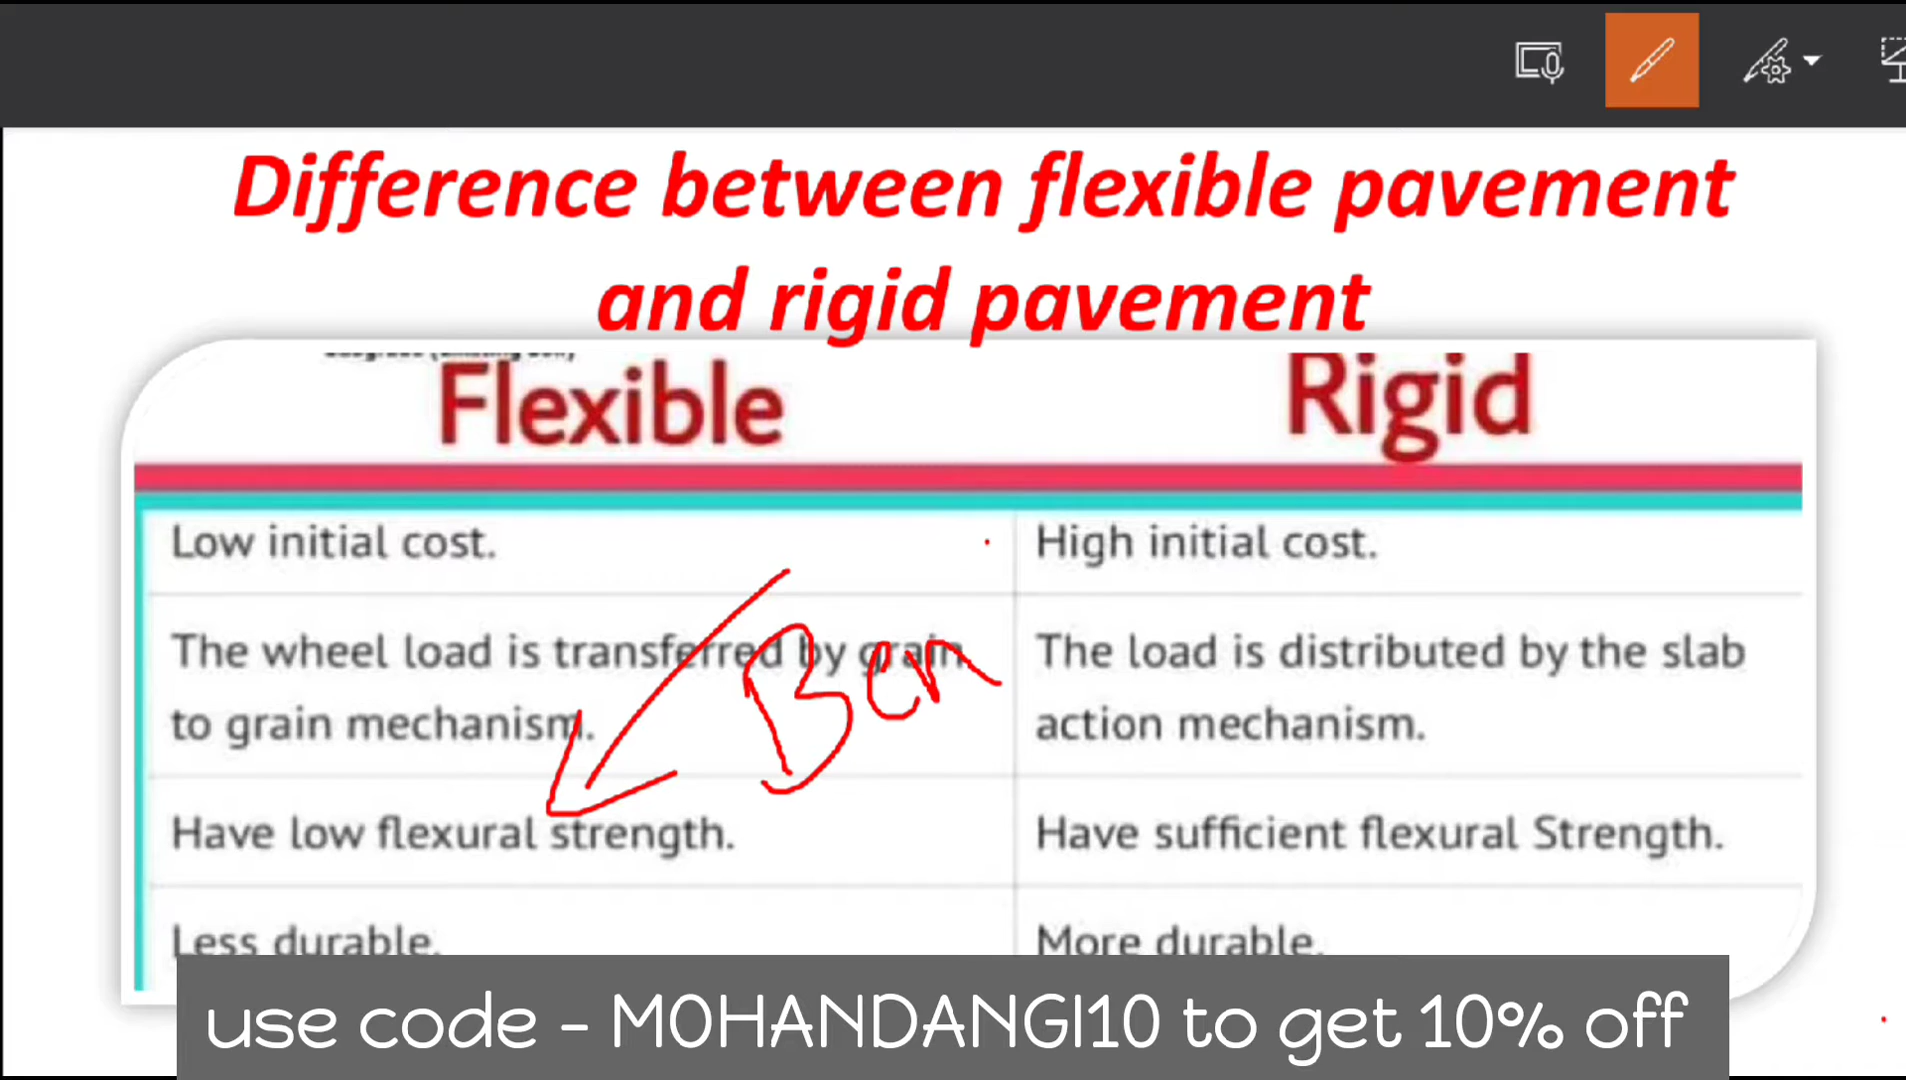 Difference between flexible pavement
and rigid pavement
Flexible
Rigid
Low initial cost.
High initial cost.
The wheel load is transferred by grain
to grain mechanism.
The load is distributed by the slab
action mechanism.
Ben
Have low flexural strength.
Have sufficient flexural Strength.
Less durable.
More durable.
use code - MOHANDANGI10 to get 10% off